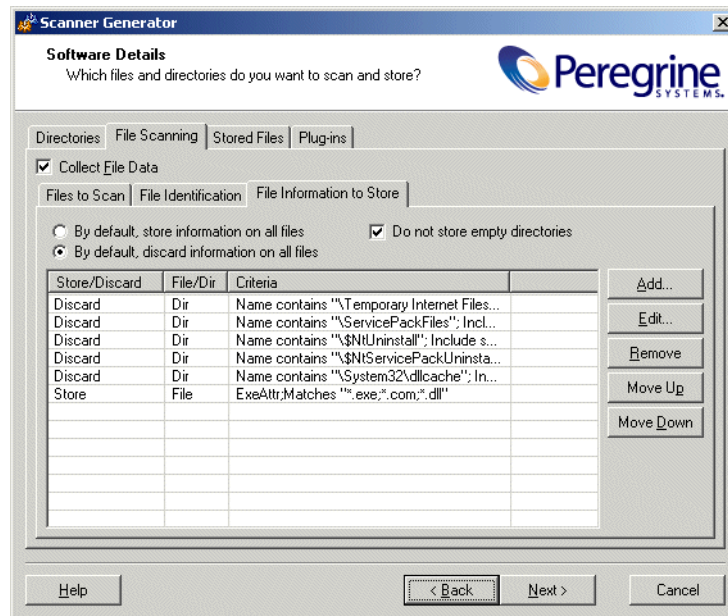 Scanner Generator
Software Details
Which files and directories do you want to scan and store?
Peregrine
SYSTEMS.
Directories File Scanning Stored Files Plug-ins
Collect File Data
Files to Scan File Identification File Information to Store
By default, store information on all files Do not store empty directories
By default, discard information on all files
Store/Discard File/Dir Criteria
Discard Dir Name contains "\Temporary Internet Files...
Discard Dir Name contains "\ServicePackFiles"; Incl...
Discard Dir Name contains "\$NtUninstall"; Include s...
Discard Dir Name contains "\$NtServicePackUninsta...
Discard Dir Name contains "\System32\dllcache"; In...
Store File ExeAttr;Matches "*.exe;*.com;*.dll"
Add...
Edit...
Remove
Move Up
Move Down
Help < Back Next > Cancel